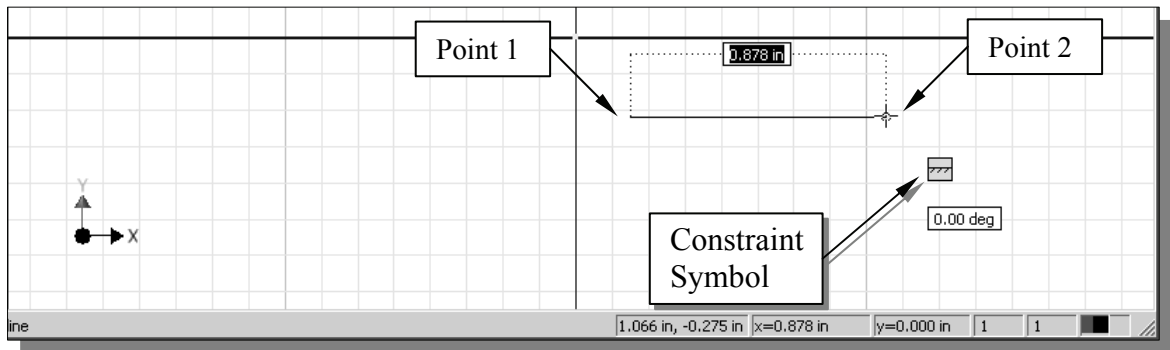 Point 1
0.878 in
Point 2
Y
X
0.00 deg
Constraint
Symbol
ine
1.066 in, -0.275 in
x=0.878 in
y=0.000 in
1
1